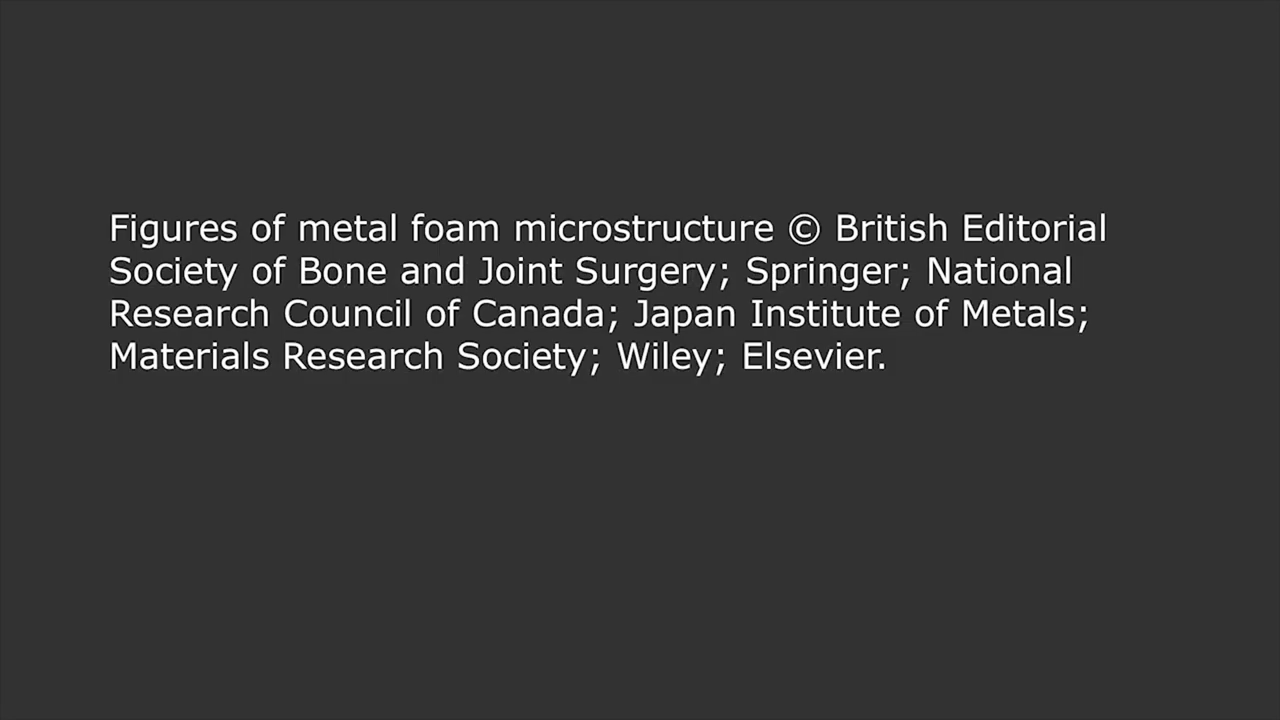 Figures of metal foam microstructure © British Editorial
Society of Bone and Joint Surgery; Springer; National
Research Council of Canada; Japan Institute of Metals;
Materials Research Society; Wiley; Elsevier.